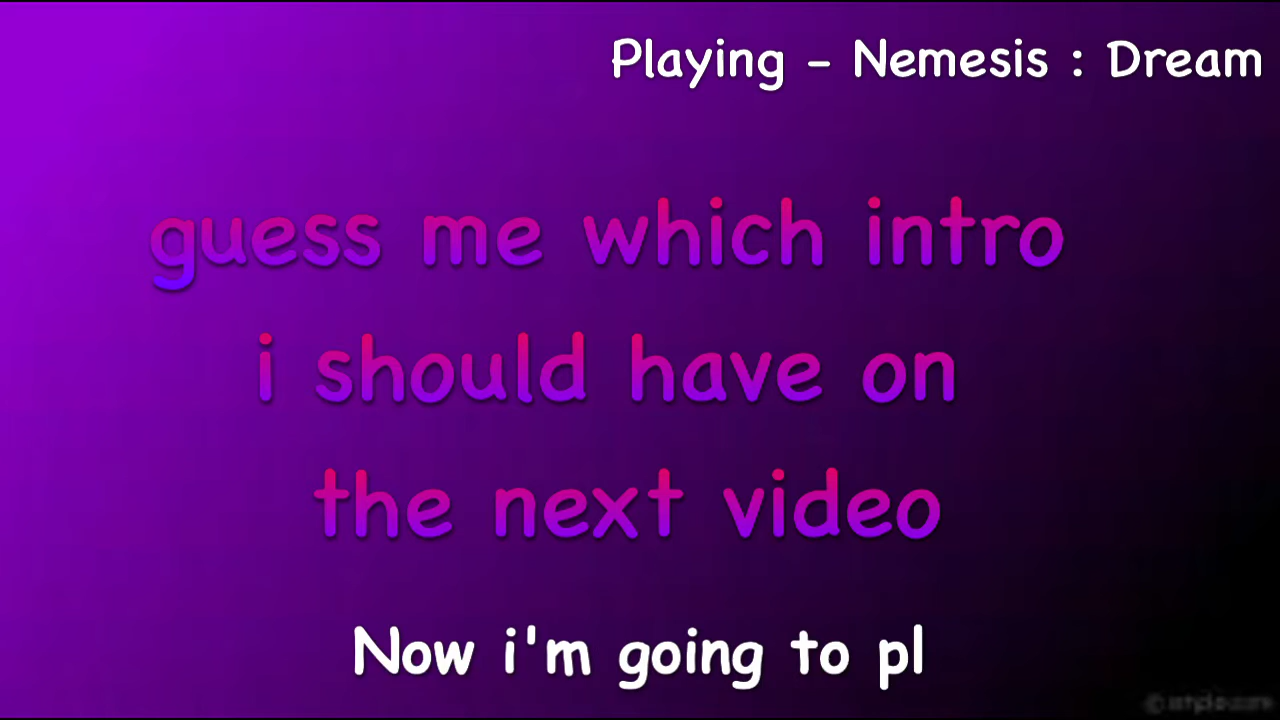 Playing - Nemesis : Dream
guess me which intro
i should have on
the next video
Now i'm going to pl